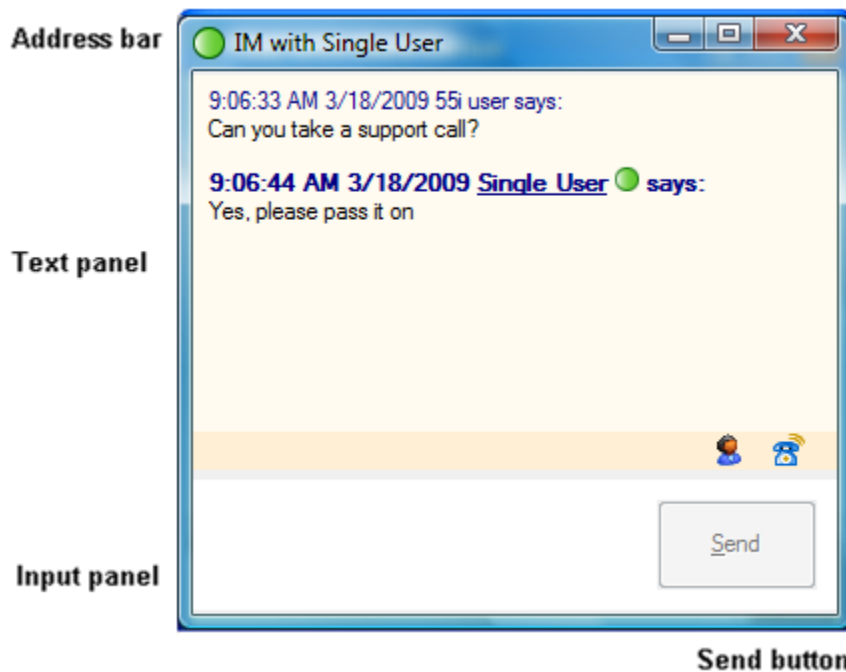 Address bar
IM with Single User
9:06:33 AM 3/18/2009 55i user says:
Can you take a support call?
9:06:44 AM 3/18/2009 Single User says:
Yes, please pass it on
Text panel
Send
Input panel
Send button